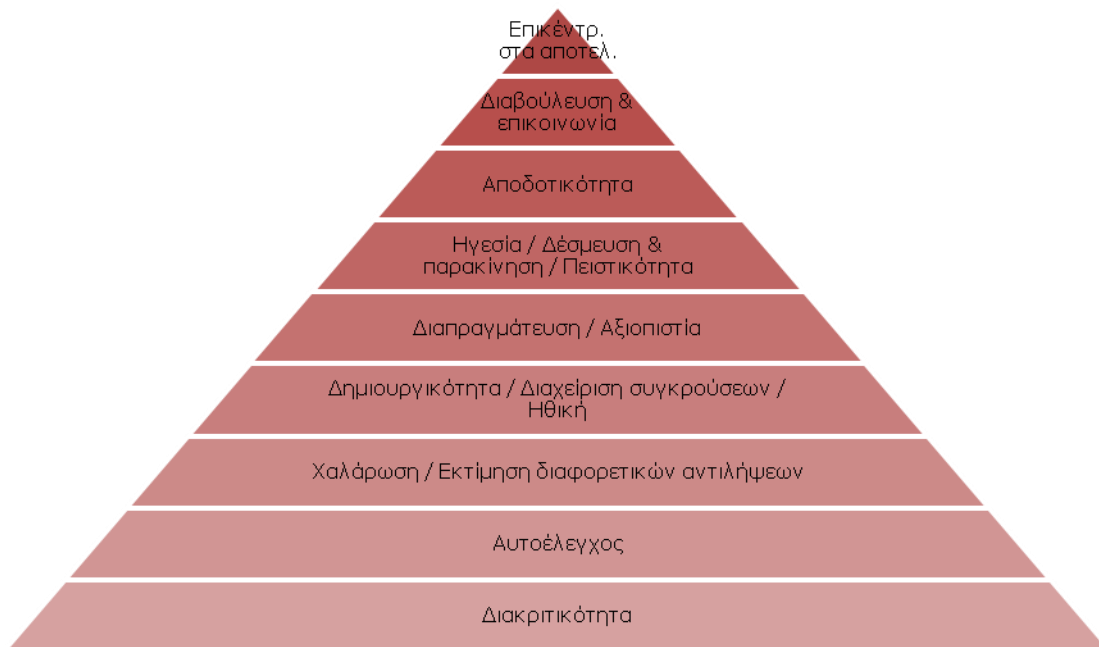 Επικέντρ.
στα αποτελ.
Διαβούλευση &
επικοινωνία
Αποδοτικότητα
Ηγεσία / Δέσμευση &
παρακίνηση / Πειστικότητα
Διαπραγμάτευση / Αξιοπιστία
Δημιουργικότητα / Διαχείριση συγκρούσεων /
Ηθική
Χαλάρωση / Εκτίμηση διαφορετικών αντιλήψεων
Αυτοέλεγχος
Διακριτικότητα